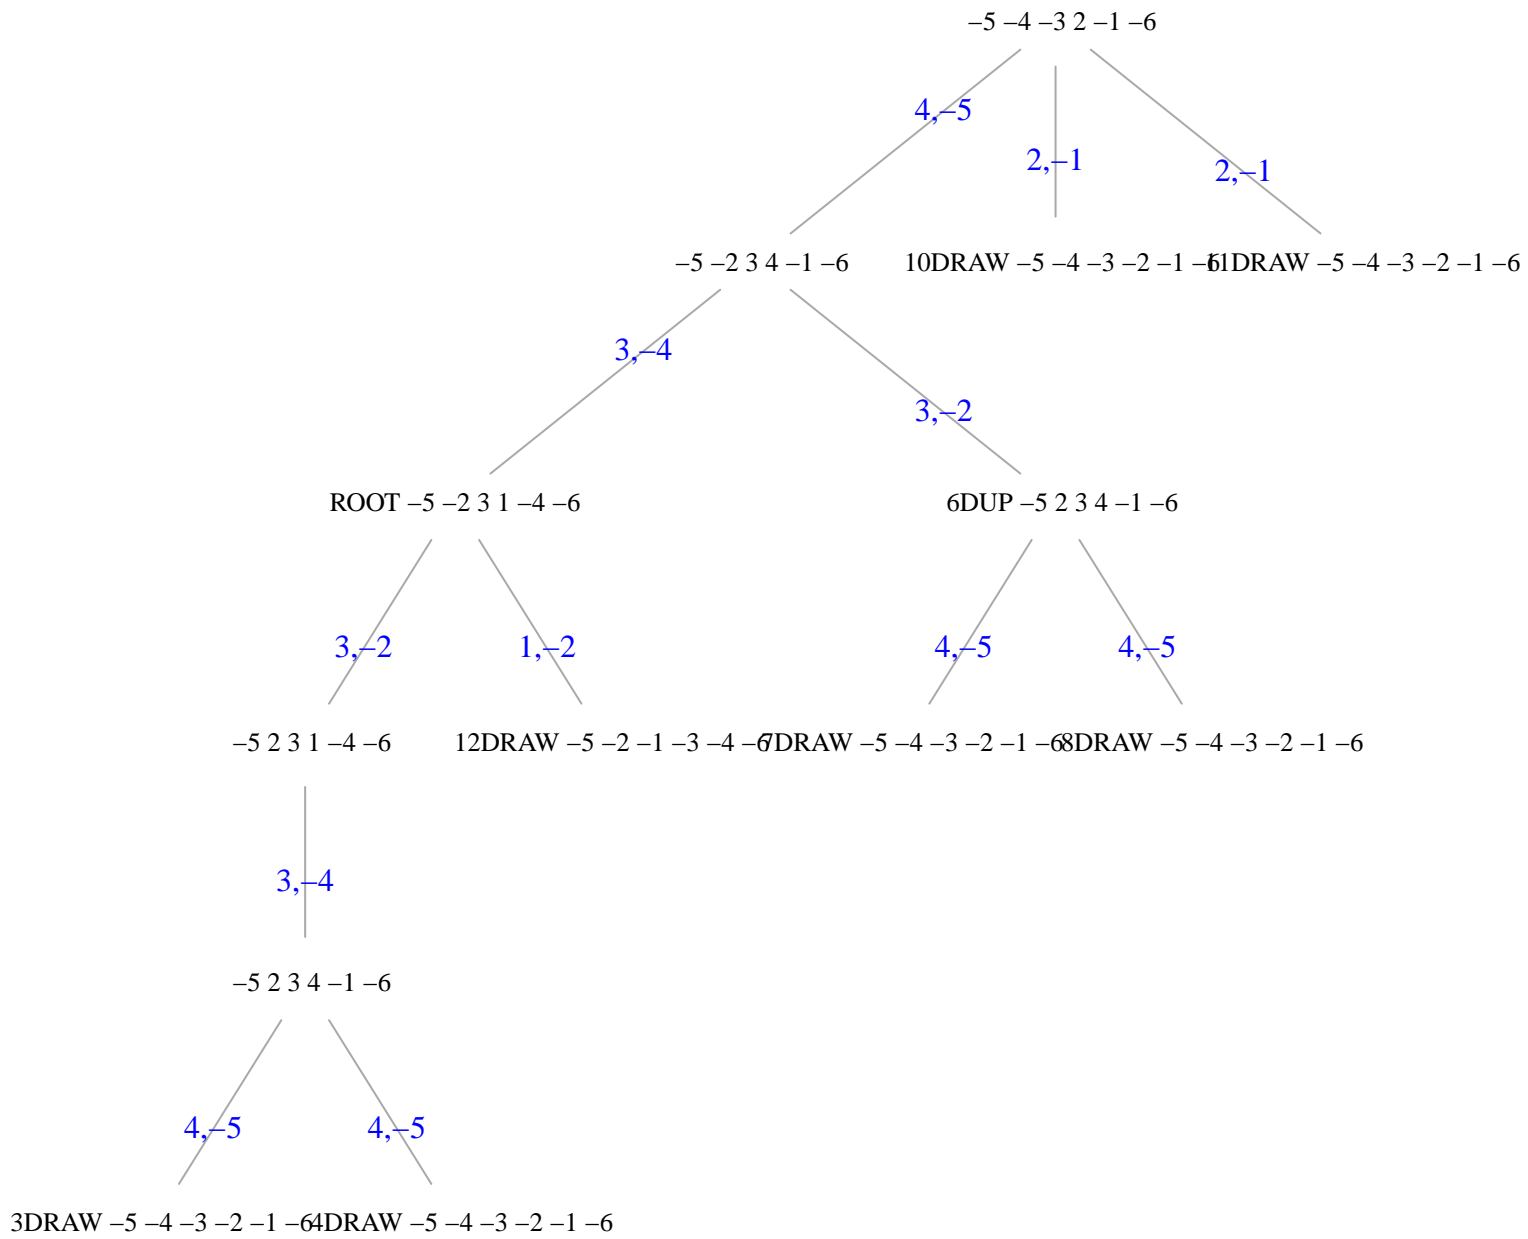 –5 –4 –3 2 –1 –6
4,–5
2,–1
2,–1
–5 –2 3 4 –1 –6
10DRAW –5 –4 –3 –2 –1 –6
11DRAW –5 –4 –3 –2 –1 –6
3,–4
3,–2
ROOT –5 –2 3 1 –4 –6
6DUP –5 2 3 4 –1 –6
3,–2
1,–2
4,–5
4,–5
–5 2 3 1 –4 –6
12DRAW –5 –2 –1 –3 –4 –6
7DRAW –5 –4 –3 –2 –1 –6
8DRAW –5 –4 –3 –2 –1 –6
3,–4
–5 2 3 4 –1 –6
4,–5
4,–5
3DRAW –5 –4 –3 –2 –1 –6
4DRAW –5 –4 –3 –2 –1 –6